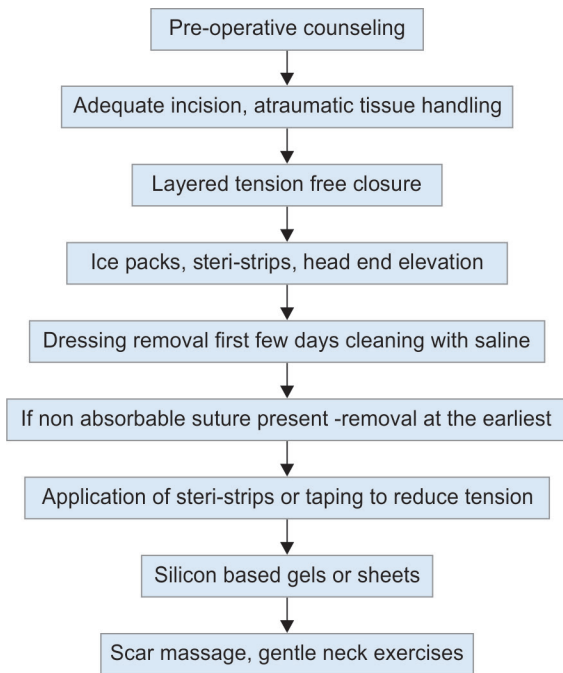 Pre-operative counseling
Adequate incision, atraumatic tissue handling
Layered tension free closure
Ice packs, steri-strips, head end elevation
Dressing removal first few days cleaning with saline
If non absorbable suture present -removal at the earliest
Application of steri-strips or taping to reduce tension
Silicon based gels or sheets
Scar massage, gentle neck exercises